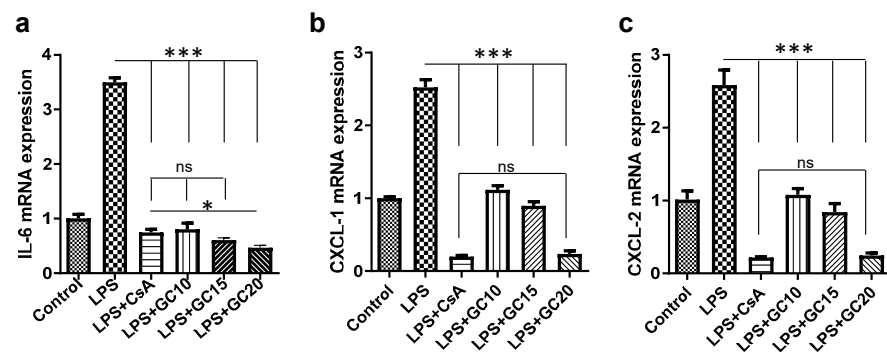 a
IL-6 mRNA expression
4
3
2
1
0
***
ns
*
Control
LPS
LPS+CsA
LPS+GC10
LPS+GC15
LPS+GC20
b
CXCL-1 mRNA expression
3
2
1
0
***
ns
Control
LPS
LPS+CsA
LPS+GC10
LPS+GC15
LPS+GC20
c
CXCL-2 mRNA expression
3
2
1
0
***
ns
Control
LPS
LPS+CsA
LPS+GC10
LPS+GC15
LPS+GC20